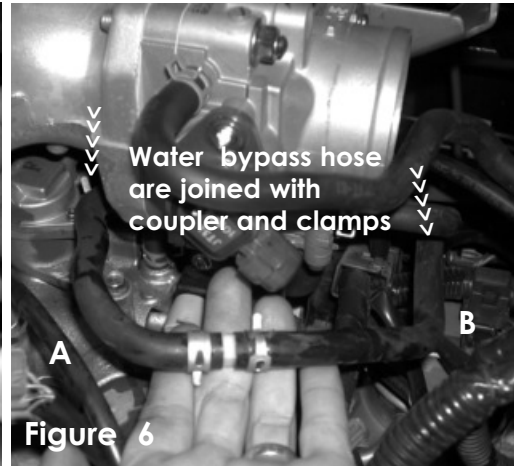 Water bypass hose
are joined with
coupler and clamps
A
B
Figure 6